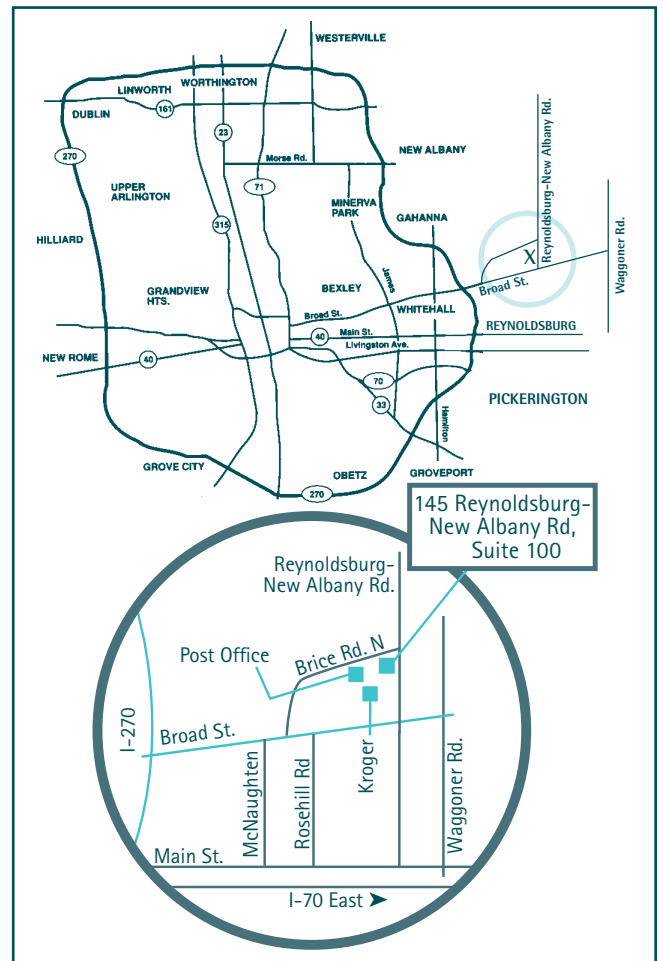 WESTERVILLE
WORTHINGTON
LINWORTH
161
DUBLIN
23
270
Morse Rd.
NEW ALBANY
71
UPPER
ARLINGTON
MINERVA
PARK
GAHANNA
315
HILLIARD
Reynoldsburg-New Albany Rd.
Waggoner Rd.
X
James
GRANDVIEW
HTS.
BEXLEY
Broad St.
Broad St.
WHITEHALL
40
Main St.
REYNOLDSBURG
Livingston Ave.
NEW ROME
40
70
33
PICKERINGTON
Hamilton
GROVE CITY
OBETZ
GROVEPORT
270
145 Reynoldsburg-
New Albany Rd,
Suite 100
Reynoldsburg-
New Albany Rd.
Post Office
Brice Rd. N
I-270
Broad St.
McNaughten
Rosehill Rd
Kroger
Waggoner Rd.
Main St.
I-70 East ➤